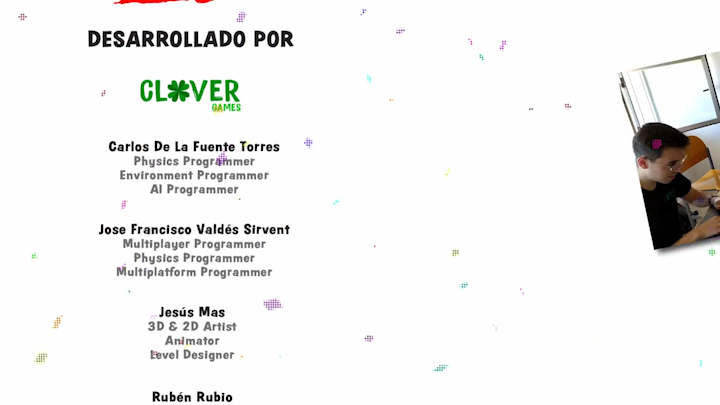 DESARROLLADO POR
CLOVER
GAMES
Carlos De La Fuente Torres
Physics Programmer
Environment Programmer
AI Programmer
Jose Francisco Valdés Sirvent
Multiplayer Programmer
Physics Programmer
Multiplatform Programmer
Jesús Mas
3D & 2D Artist
Animator
Level Designer
Rubén Rubio